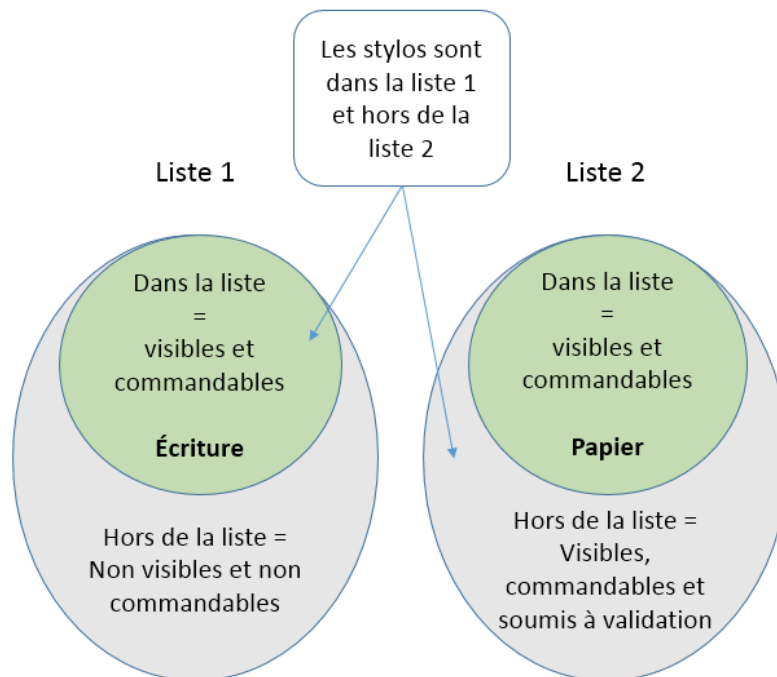 Les stylos sont
dans la liste 1
et hors de la
liste 2
Liste 1
Liste 2
Dans la liste
=
visibles et
commandables
Écriture
Hors de la liste =
Non visibles et non
commandables
Dans la liste
=
visibles et
commandables
Papier
Hors de la liste =
Visibles,
commandables et
soumis à validation